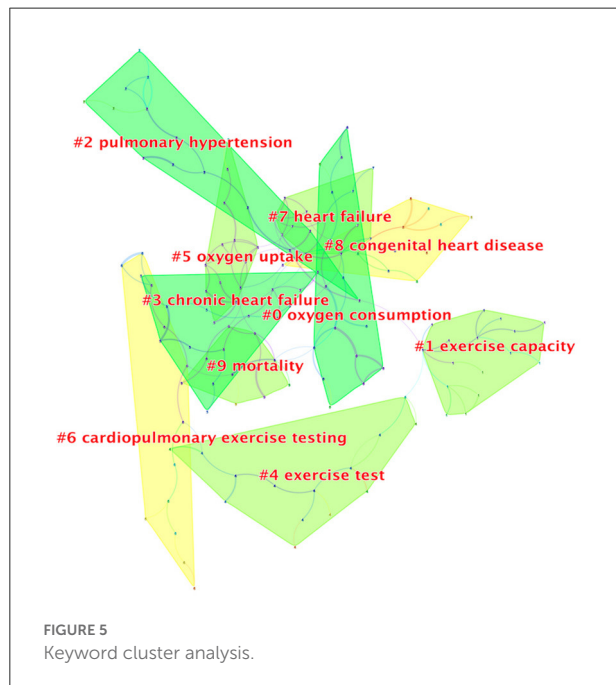 #2 pulmonary hypertension
#7 heart failure
#8 congenital heart disease
#5 oxygen uptake
#3 chronic heart failure
#0 oxygen consumption
#1 exercise capacity
#9 mortality
#6 cardiopulmonary exercise testing
#4 exercise test
FIGURE 5
Keyword cluster analysis.